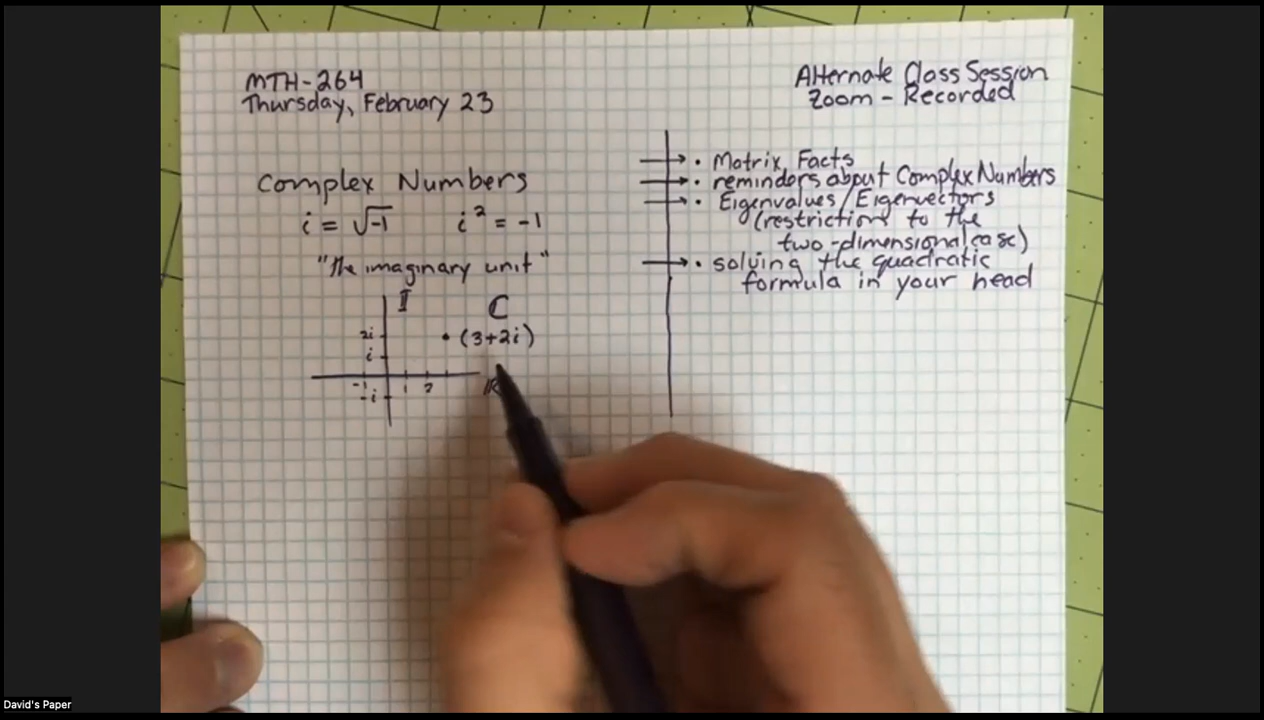 MTH-264
Thursday, February 23
Alternate Class Session
Zoom - Recorded
Complex Numbers
i = √-1 i² = -1
"the imaginary unit"
I C
2i • (3+2i)
i
-1 1 2 R
-i
• Matrix Facts
• reminders about Complex Numbers
• Eigenvalues/Eigenvectors
(restriction to the
two-dimensional case)
• solving the quadratic
formula in your head
David's Paper